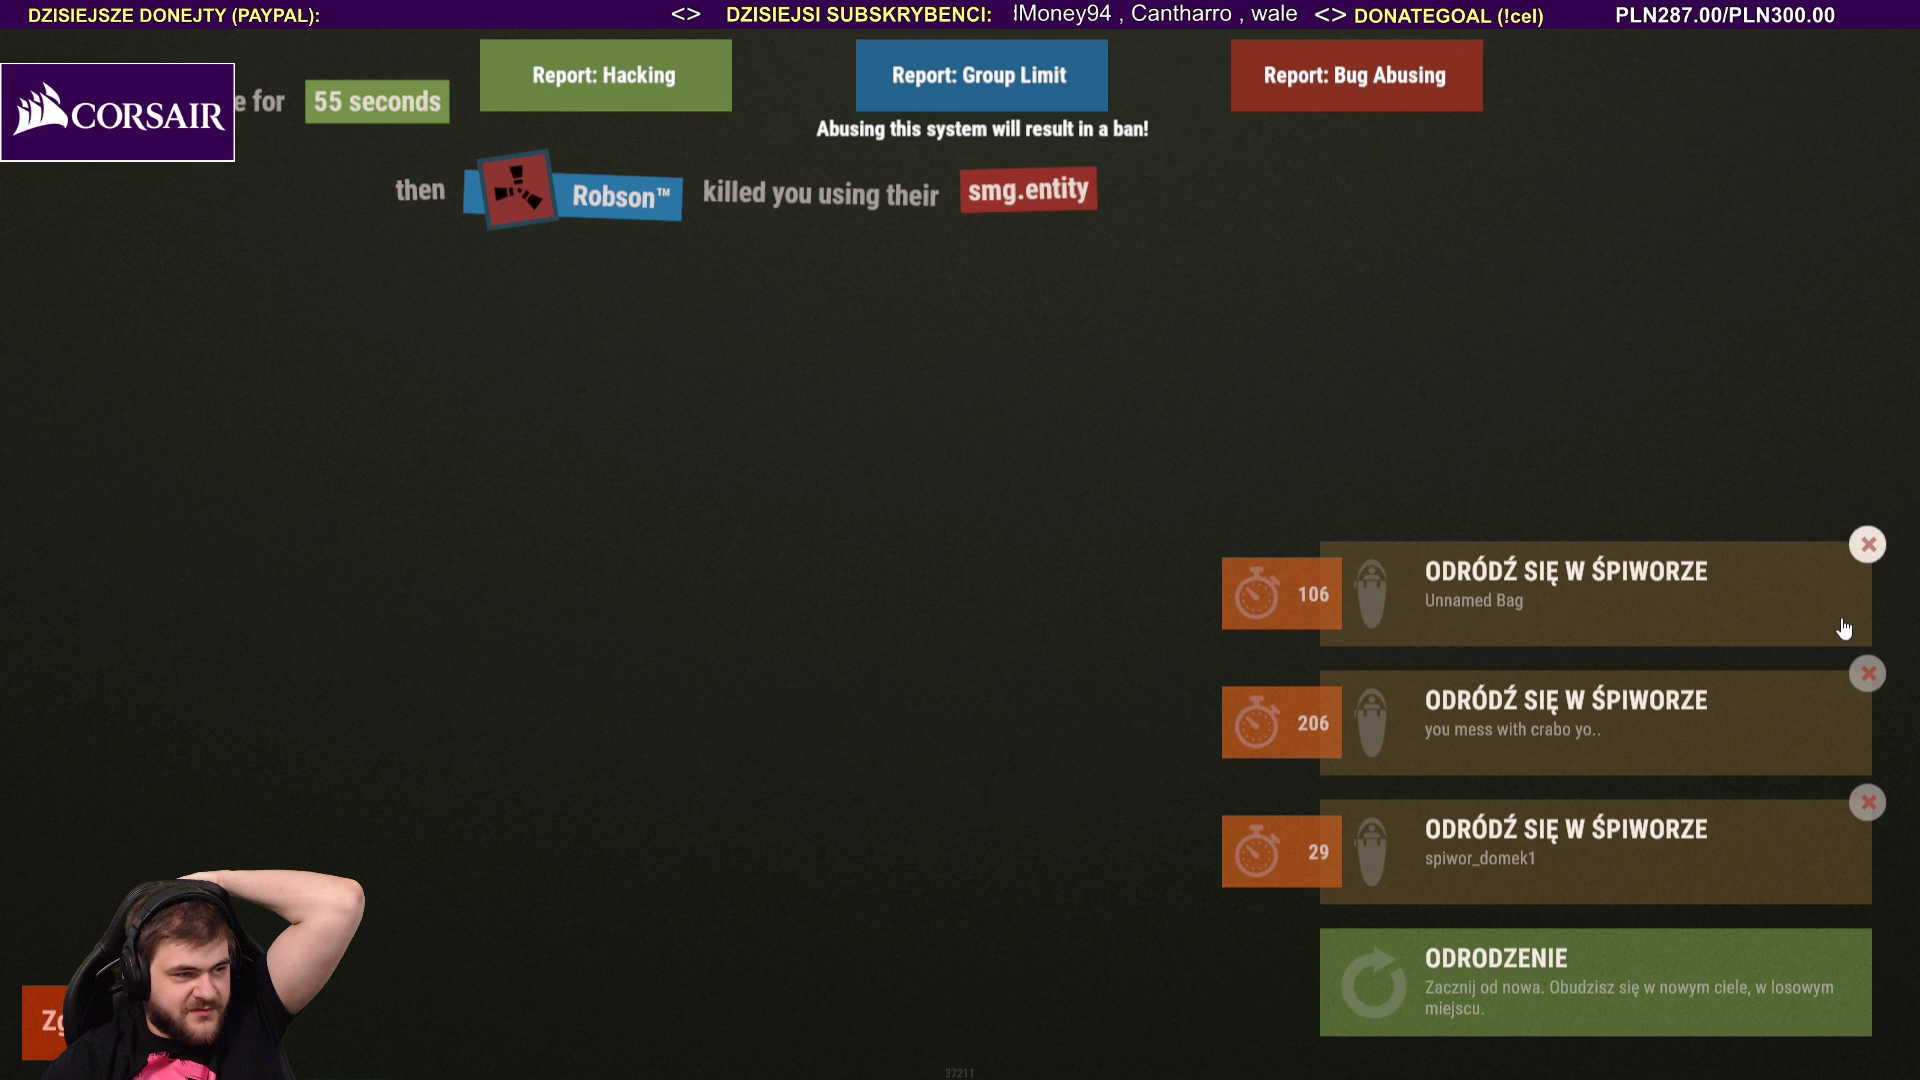 DZISIEJSZE DONEJTY (PAYPAL): <> DZISIEJSI SUBSKRYBENCI: Money94 , Cantharro , wale <> DONATEGOAL (!cel) PLN287.00/PLN300.00
Report: Hacking
Report: Group Limit
Report: Bug Abusing
CORSAIR
e for 55 seconds
Abusing this system will result in a ban!
then Robson™ killed you using their smg.entity
106
ODRÓDŹ SIĘ W ŚPIWORZE
Unnamed Bag
206
ODRÓDŹ SIĘ W ŚPIWORZE
you mess with crabo yo..
29
ODRÓDŹ SIĘ W ŚPIWORZE
spiwor_domek1
ODRODZENIE
Zacznij od nowa. Obudzisz się w nowym ciele, w losowym
miejscu.
Zg
37211